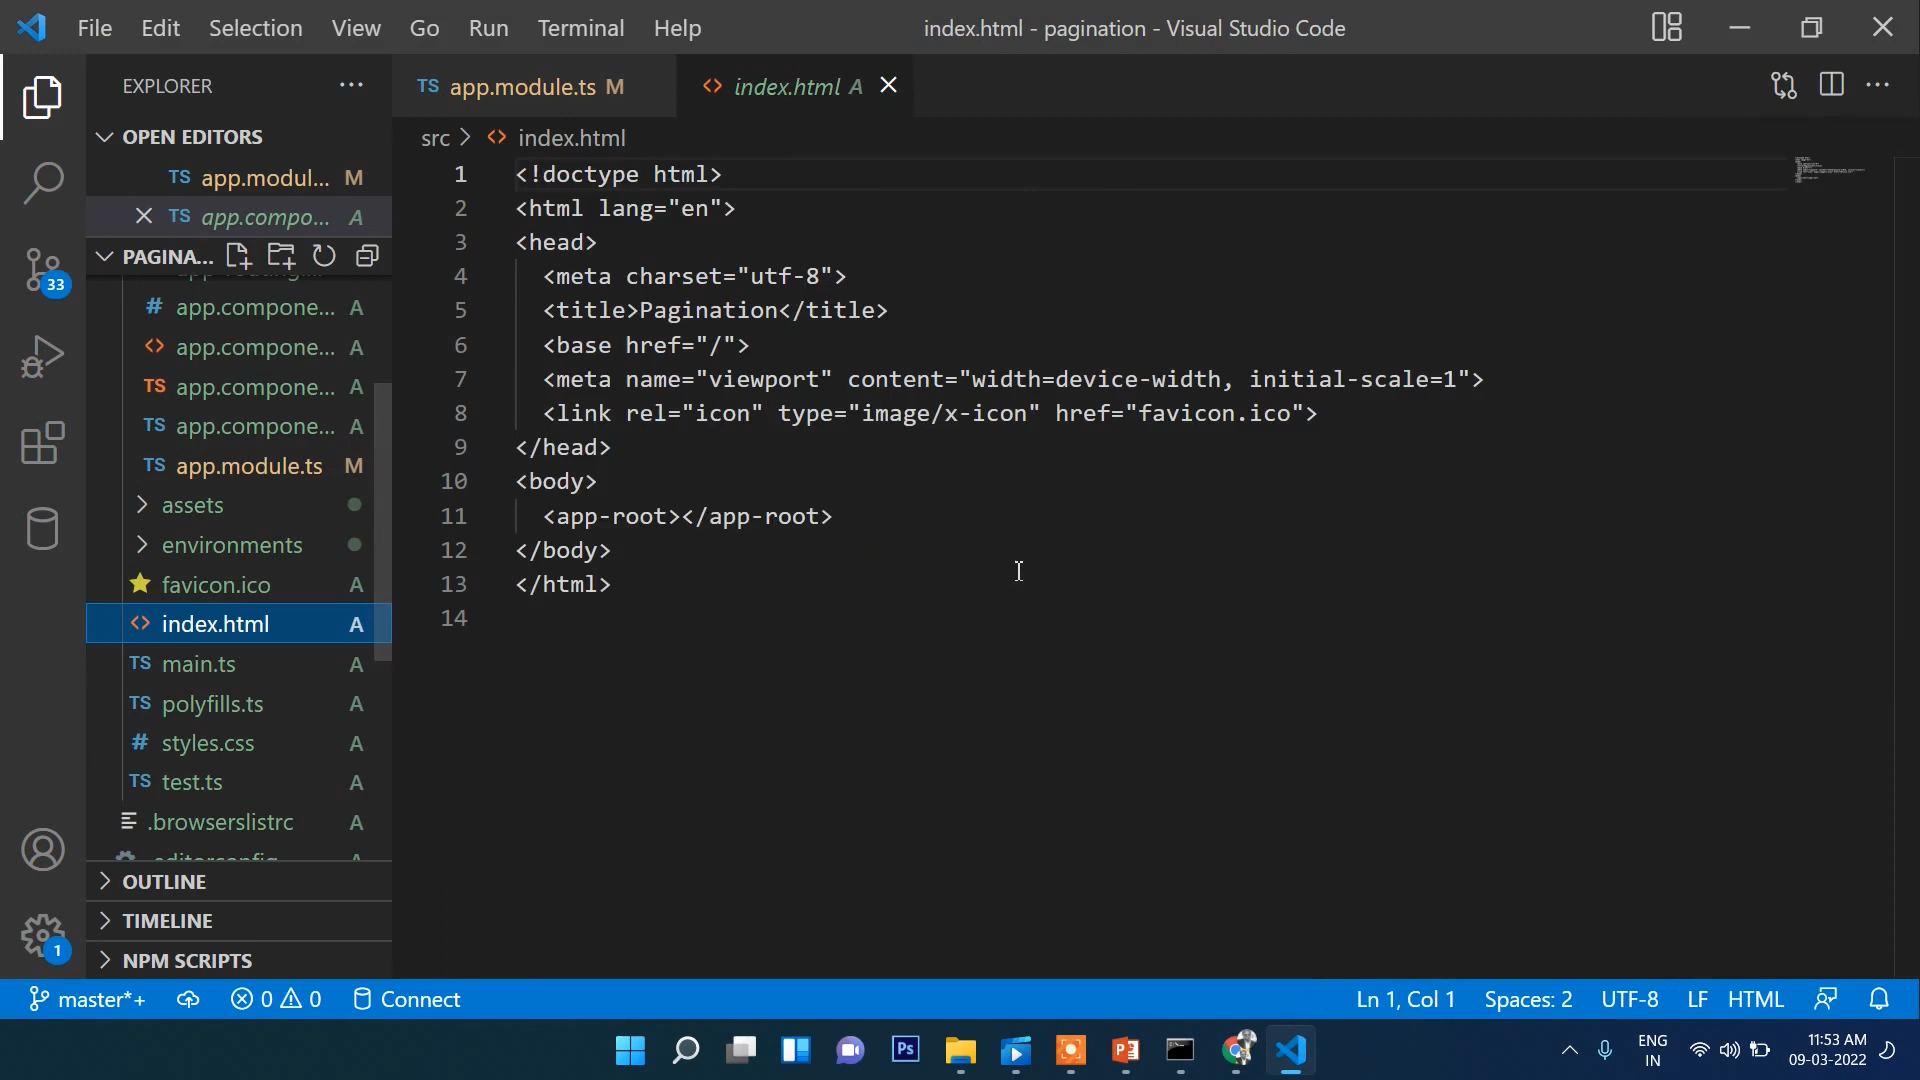 File Edit Selection View Go Run Terminal Help
index.html - pagination - Visual Studio Code
EXPLORER
OPEN EDITORS
TS app.modul... M
TS app.compo... A
PAGINA...
# app.compone... A
<> app.compone... A
TS app.compone... A
TS app.compone... A
TS app.module.ts M
assets
environments
favicon.ico A
<> index.html A
TS main.ts A
TS polyfills.ts A
# styles.css A
TS test.ts A
.browserslistrc A
OUTLINE
TIMELINE
NPM SCRIPTS
33
1
TS app.module.ts M
<> index.html A
src > <> index.html
1 <!doctype html>
2 <html lang="en">
3 <head>
4 <meta charset="utf-8">
5 <title>Pagination</title>
6 <base href="/">
7 <meta name="viewport" content="width=device-width, initial-scale=1">
8 <link rel="icon" type="image/x-icon" href="favicon.ico">
9 </head>
10 <body>
11 <app-root></app-root>
12 </body>
13 </html>
14
master*+ 0 0 Connect
Ln 1, Col 1 Spaces: 2 UTF-8 LF HTML
Ps
P
ENG
IN
11:53 AM
09-03-2022